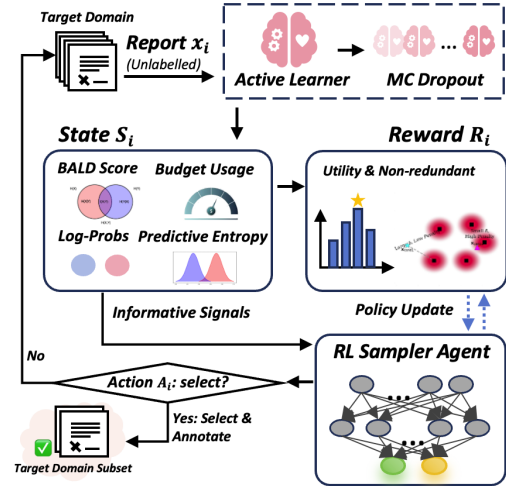 Target Domain
Report xᵢ
(Unlabelled)
Active Learner
MC Dropout
...
State Sᵢ
Reward Rᵢ
BALD Score
Budget Usage
Log-Probs
Predictive Entropy
Utility & Non-redundant
Informative Signals
Policy Update
RL Sampler Agent
...
...
No
Action Aᵢ: select?
Yes: Select &
Annotate
Target Domain Subset